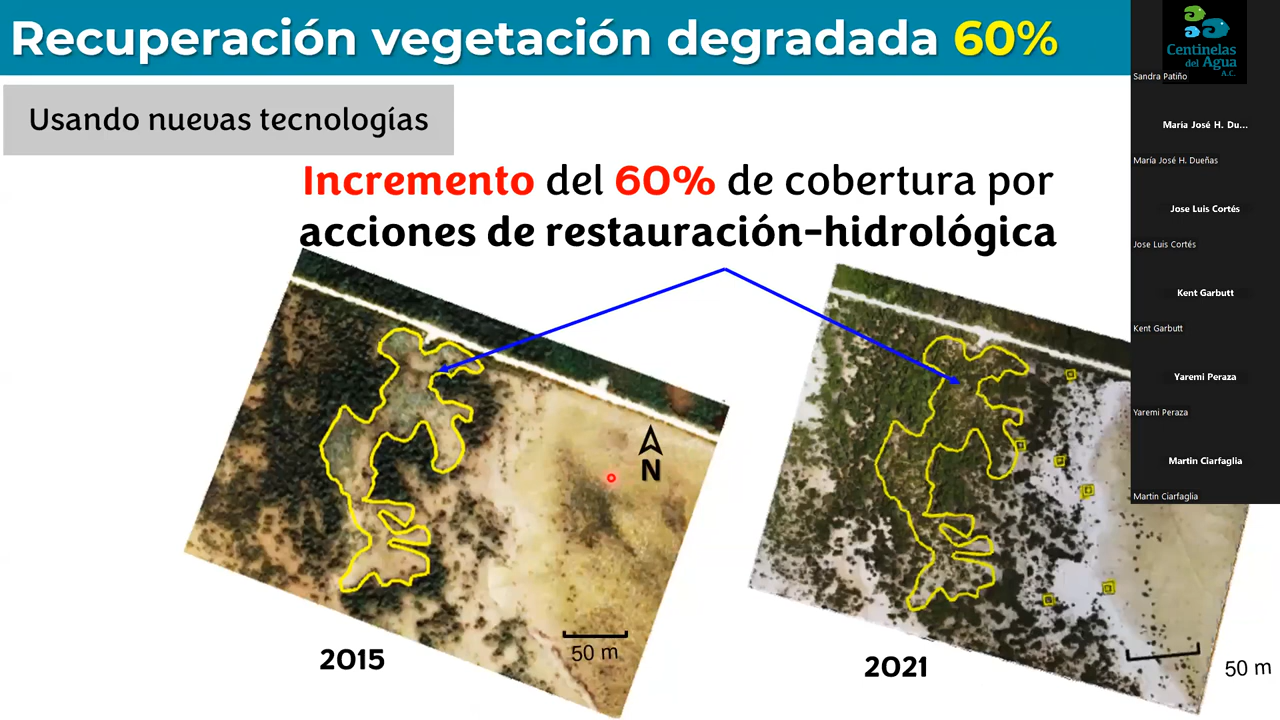 Recuperación vegetación degradada 60%
Usando nuevas tecnologías
Incremento del 60% de cobertura por
acciones de restauración-hidrológica
N
50 m
2015
50 m
2021
Centinelas
del Agua
A.C.
Sandra Patiño
María José H. Du...
María José H. Dueñas
Jose Luis Cortés
Jose Luis Cortés
Kent Garbutt
Kent Garbutt
Yaremi Peraza
Yaremi Peraza
Martin Ciarfaglia
Martin Ciarfaglia